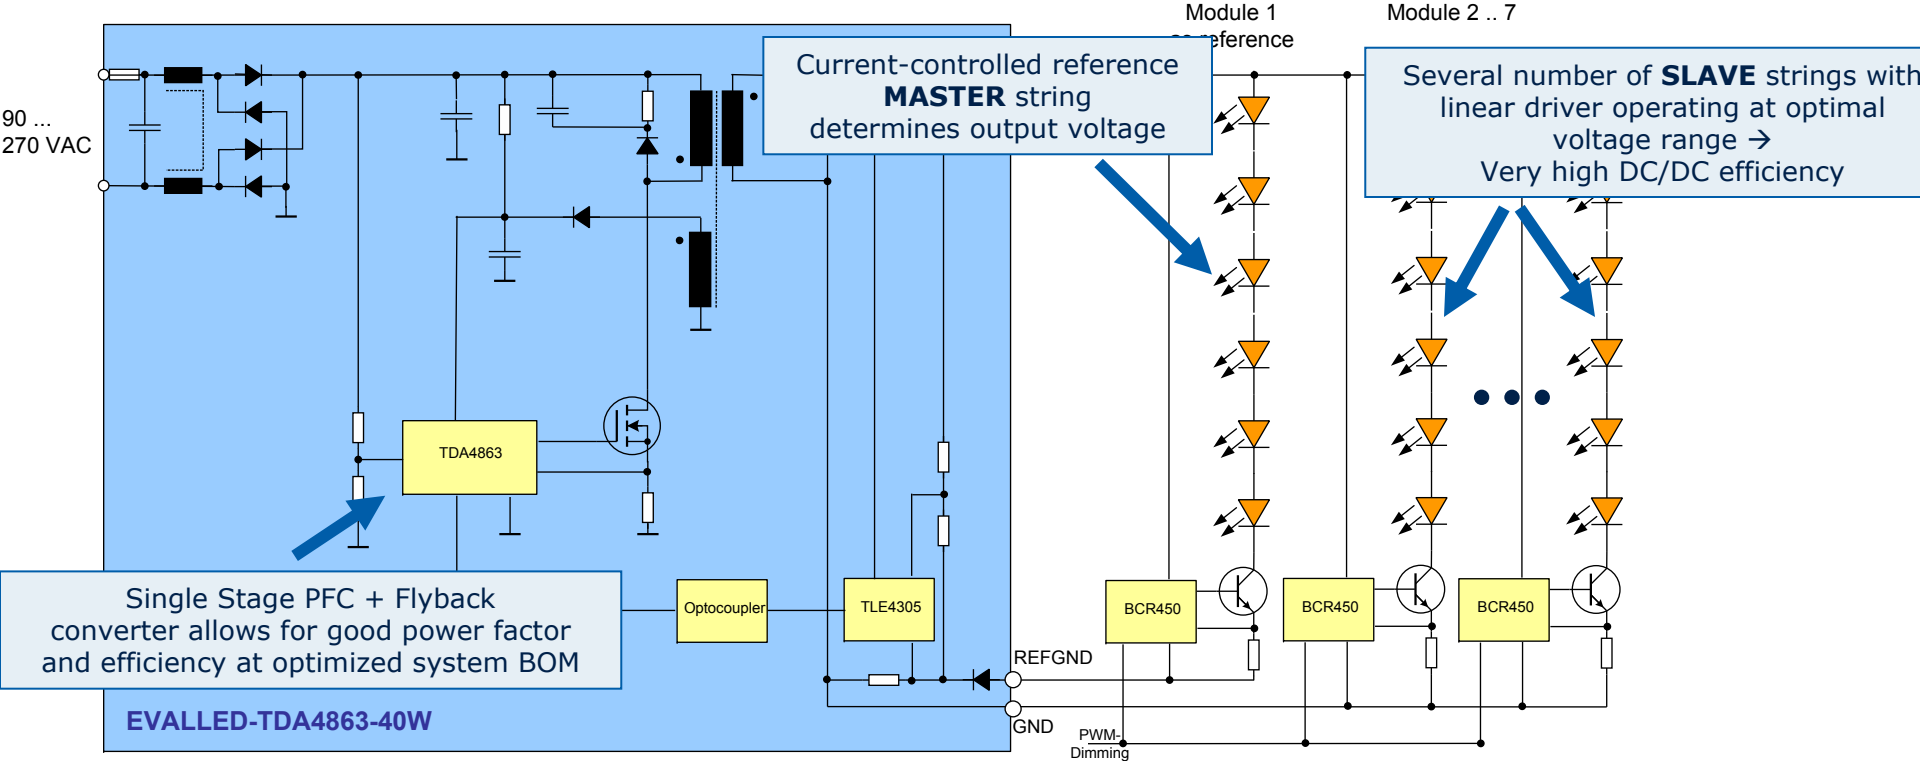 Module 1
reference
Module 2 .. 7
90 ...
270 VAC
Current-controlled reference
MASTER string
determines output voltage
Several number of SLAVE strings with
linear driver operating at optimal
voltage range →
Very high DC/DC efficiency
TDA4863
Single Stage PFC + Flyback
converter allows for good power factor
and efficiency at optimized system BOM
Optocoupler
TLE4305
BCR450
BCR450
BCR450
REFGND
GND
PWM-
Dimming
EVALLED-TDA4863-40W